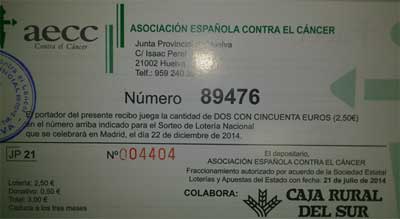 aecc
Contra el Cáncer
ASOCIACIÓN ESPAÑOLA CONTRA EL CÁNCER
Junta Provincial de Huelva
C/ Isaac Peral
21002 Huelva
Telf.: 959 240
Número 89476
El portador del presente recibo juega la cantidad de DOS CON CINCUENTA EUROS (2,50€)
en el número arriba indicado para el Sorteo de Lotería Nacional
que se celebrará en Madrid, el día 22 de diciembre de 2014.
JP 21
Nº 004404
El depositario,
ASOCIACIÓN ESPAÑOLA CONTRA EL CÁNCER
Fraccionamiento autorizado por acuerdo de la Sociedad Estatal
Loterías y Apuestas del Estado con fecha 21 de julio de 2014
Lotería: 2,50 €
Donativo: 0,50 €
Total: 3,00 €
Caduca a los tres meses
COLABORA:
CAJA RURAL
DEL SUR